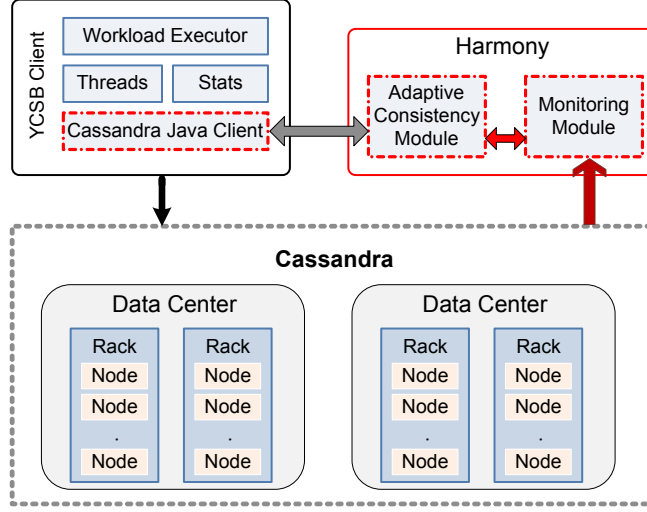 YCSB Client
Workload Executor
Threads
Stats
Cassandra Java Client
Harmony
Adaptive
Consistency
Module
Monitoring
Module
Cassandra
Data Center
Rack
Node
Node
.
Node
Rack
Node
Node
.
Node
Data Center
Rack
Node
Node
.
Node
Rack
Node
Node
.
Node